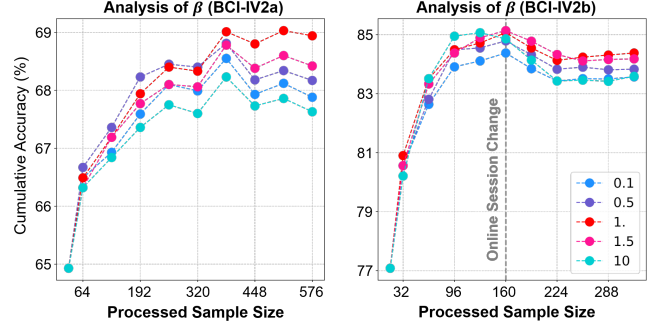 Analysis of β (BCI-IV2a)
Cumulative Accuracy (%)
69
68
67
66
65
64 192 320 448 576
Processed Sample Size
Analysis of β (BCI-IV2b)
85
83
81
79
77
Online Session Change
0.1
0.5
1.
1.5
10
32 96 160 224 288
Processed Sample Size